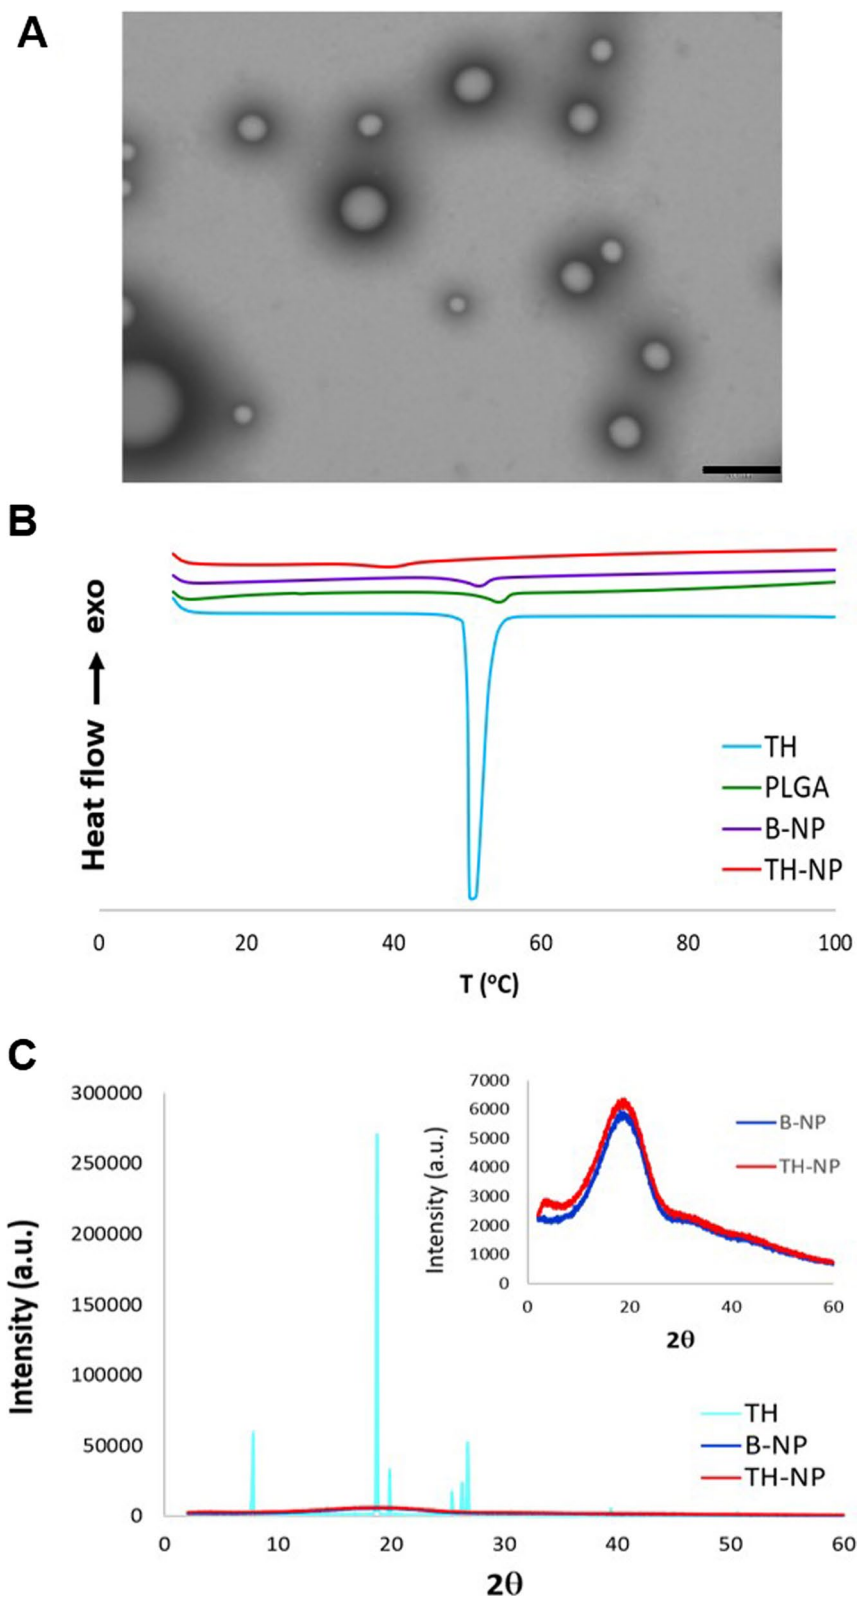 A
B
Heat flow → exo
TH
PLGA
B-NP
TH-NP
0 20 40 60 80 100
T (ºC)
C
Intensity (a.u.)
300000
250000
200000
150000
100000
50000
0
0 10 20 30 40 50 60
2θ
TH
B-NP
TH-NP
Intensity (a.u.)
7000
6000
5000
4000
3000
2000
1000
0
0 20 40 60
2θ
B-NP
TH-NP